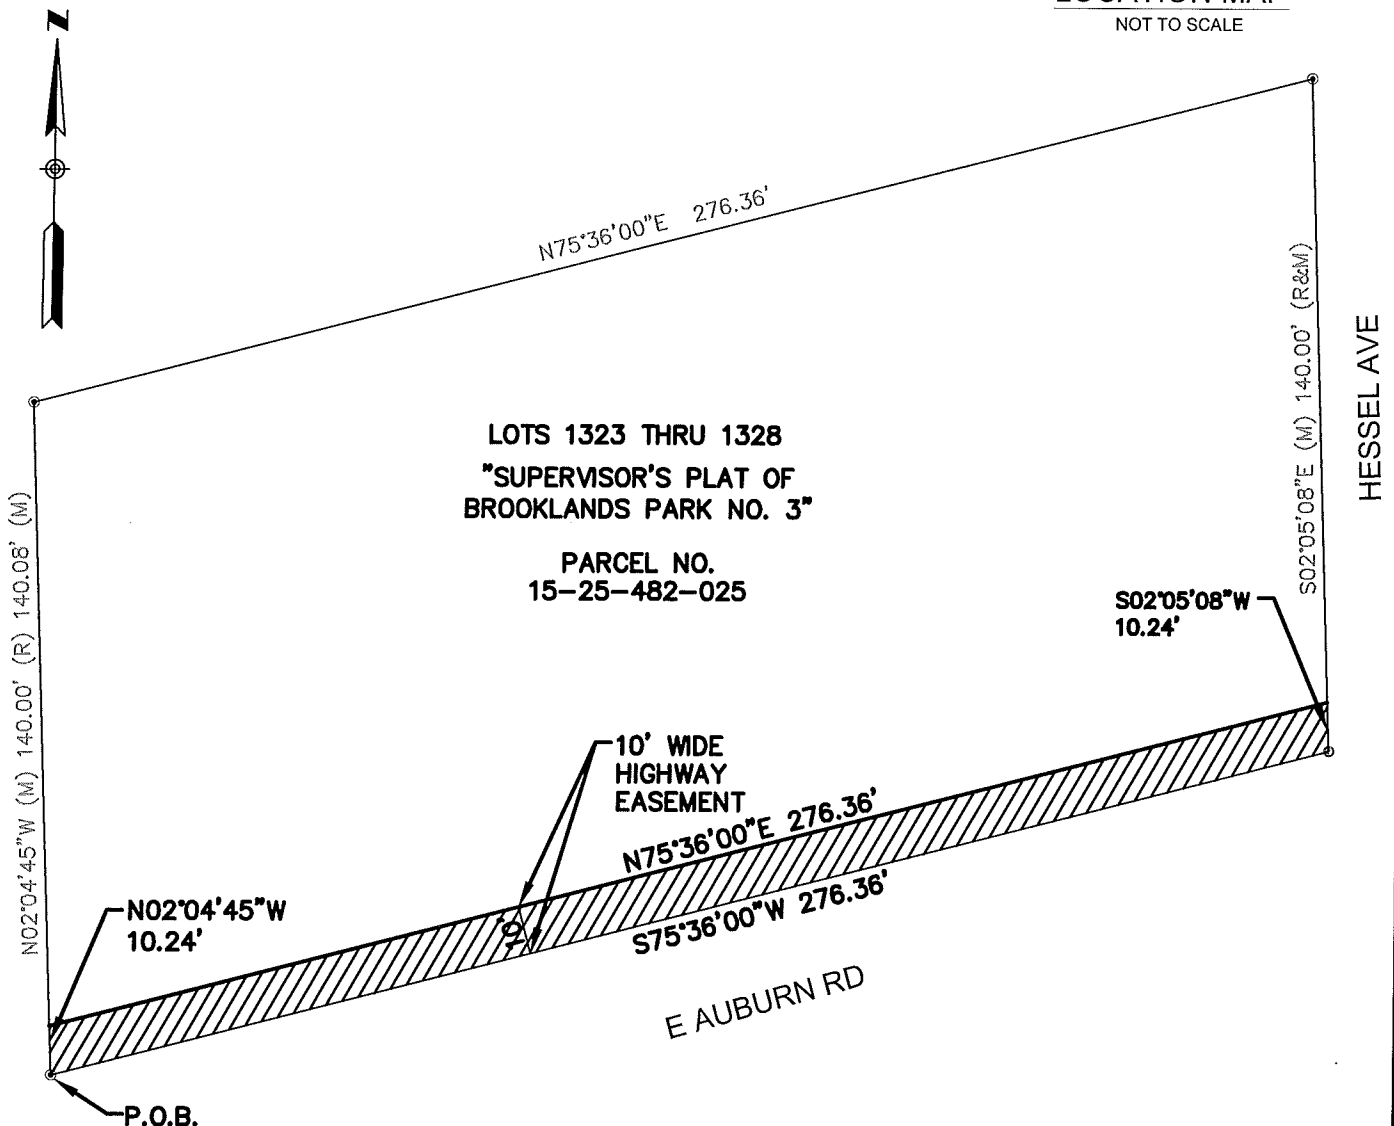 NOT TO SCALE
N
N75°36'00"E 276.36'
S02°05'08"E (M) 140.00' (R&M)
HESSEL AVE
LOTS 1323 THRU 1328
"SUPERVISOR'S PLAT OF
BROOKLANDS PARK NO. 3"
PARCEL NO.
15-25-482-025
N02°04'45"W (M) 140.00' (R) 140.08' (M)
S02°05'08"W
10.24'
10' WIDE
HIGHWAY
EASEMENT
N75°36'00"E 276.36'
S75°36'00"W 276.36'
10'
N02°04'45"W
10.24'
E AUBURN RD
P.O.B.